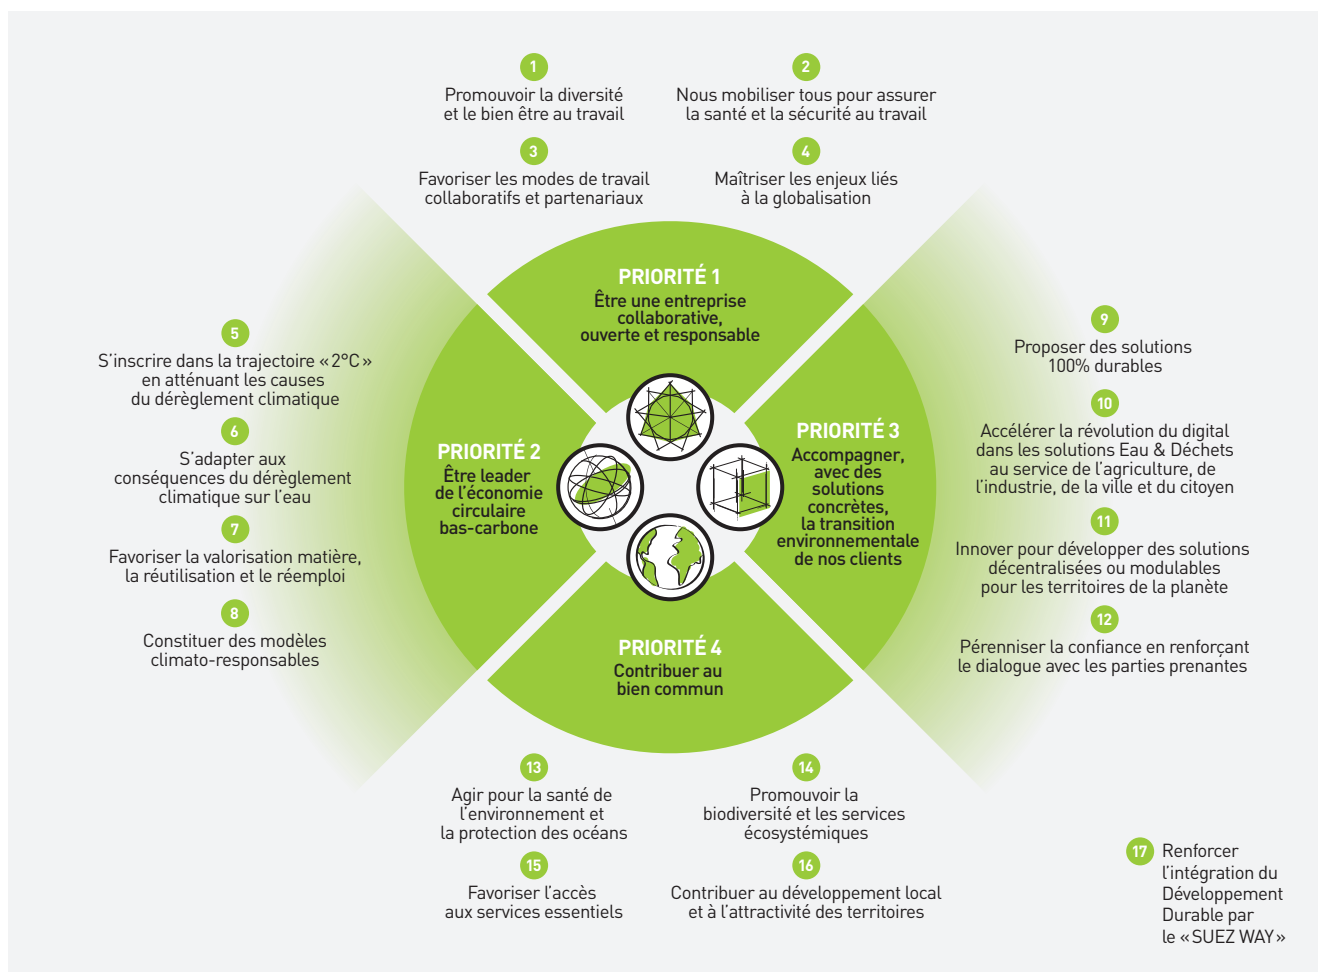 1
Promouvoir la diversité
et le bien être au travail
2
Nous mobiliser tous pour assurer
la santé et la sécurité au travail
3
Favoriser les modes de travail
collaboratifs et partenariaux
4
Maîtriser les enjeux liés
à la globalisation
PRIORITÉ 1
Être une entreprise
collaborative,
ouverte et responsable
5
S'inscrire dans la trajectoire «2°C»
en atténuant les causes
du dérèglement climatique
6
S'adapter aux
conséquences du dérèglement
climatique sur l'eau
7
Favoriser la valorisation matière,
la réutilisation et le réemploi
8
Constituer des modèles
climato-responsables
PRIORITÉ 2
Être leader
de l'économie
circulaire
bas-carbone
PRIORITÉ 3
Accompagner,
avec des
solutions
concrètes,
la transition
environnementale
de nos clients
9
Proposer des solutions
100% durables
10
Accélérer la révolution du digital
dans les solutions Eau & Déchets
au service de l'agriculture, de
l'industrie, de la ville et du citoyen
11
Innover pour développer des solutions
décentralisées ou modulables
pour les territoires de la planète
12
Pérenniser la confiance en renforçant
le dialogue avec les parties prenantes
PRIORITÉ 4
Contribuer au
bien commun
13
Agir pour la santé de
l'environnement et
la protection des océans
14
Promouvoir la
biodiversité et les services
écosystémiques
15
Favoriser l'accès
aux services essentiels
16
Contribuer au développement local
et à l'attractivité des territoires
17 Renforcer
l'intégration du
Développement
Durable par
le «SUEZ WAY»